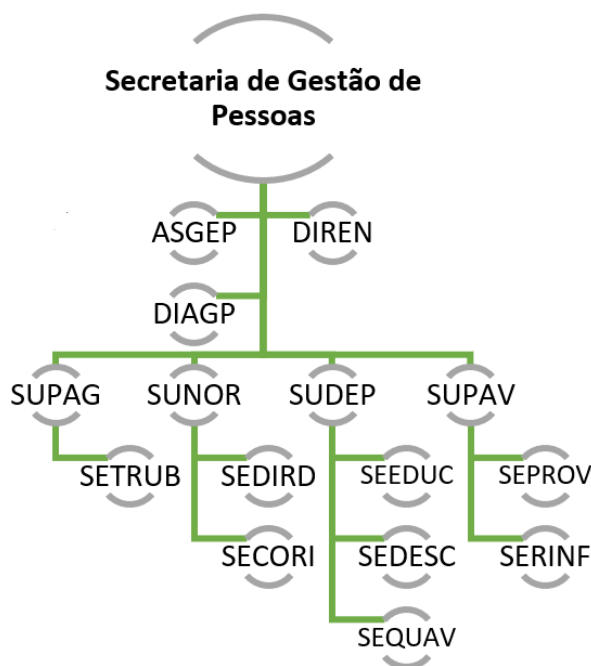 Secretaria de Gestão de
Pessoas
ASGEP DIREN
DIAGP
SUPAG SUNOR SUDEP SUPAV
SETRUB SEDIRD SEEDUC SEPROV
SECORI SEDESC SERINF
SEQUAV